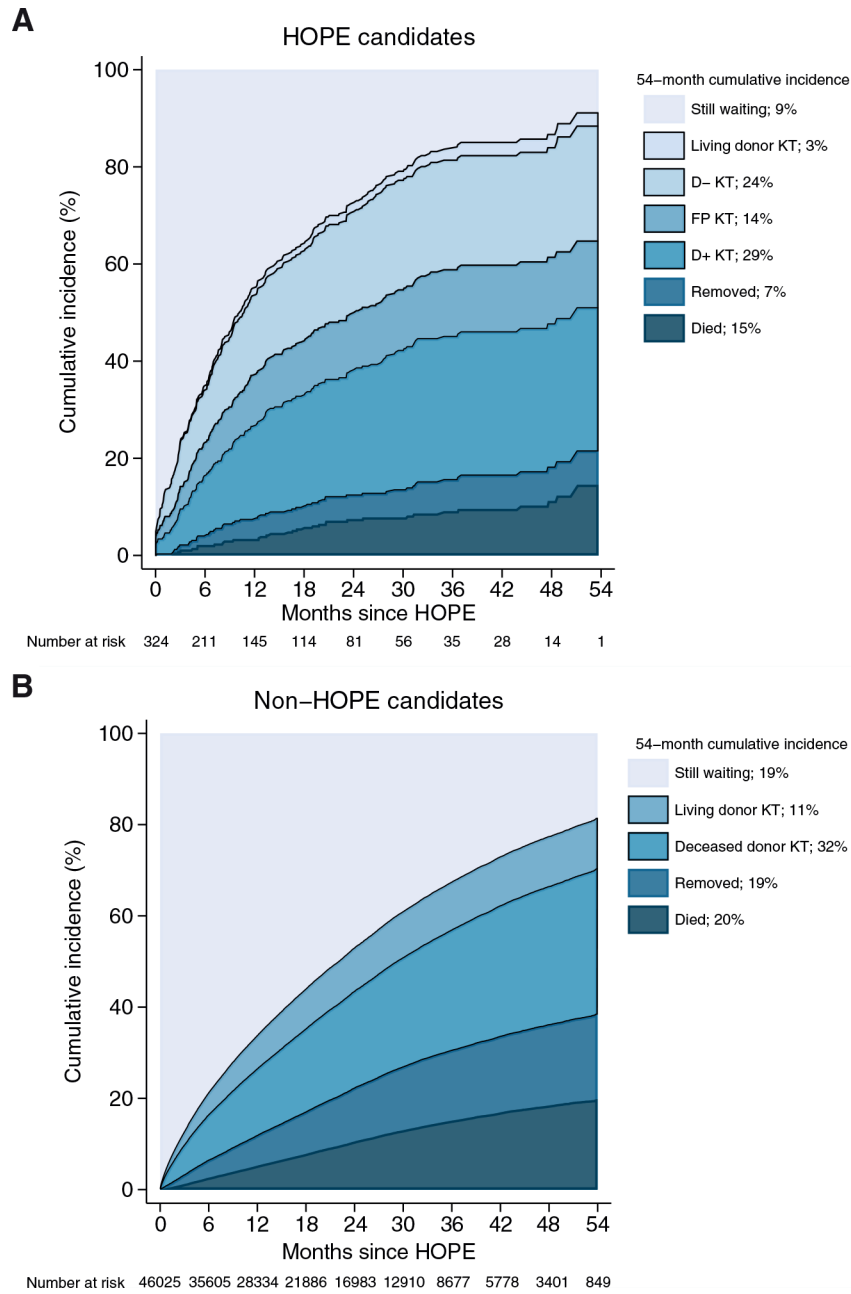 A
HOPE candidates
Cumulative incidence (%)
100
80
60
40
20
0
0 6 12 18 24 30 36 42 48 54
Months since HOPE
Number at risk 324 211 145 114 81 56 35 28 14 1
54–month cumulative incidence
Still waiting; 9%
Living donor KT; 3%
D– KT; 24%
FP KT; 14%
D+ KT; 29%
Removed; 7%
Died; 15%
B
Non–HOPE candidates
Cumulative incidence (%)
100
80
60
40
20
0
0 6 12 18 24 30 36 42 48 54
Months since HOPE
Number at risk 46025 35605 28334 21886 16983 12910 8677 5778 3401 849
54–month cumulative incidence
Still waiting; 19%
Living donor KT; 11%
Deceased donor KT; 32%
Removed; 19%
Died; 20%